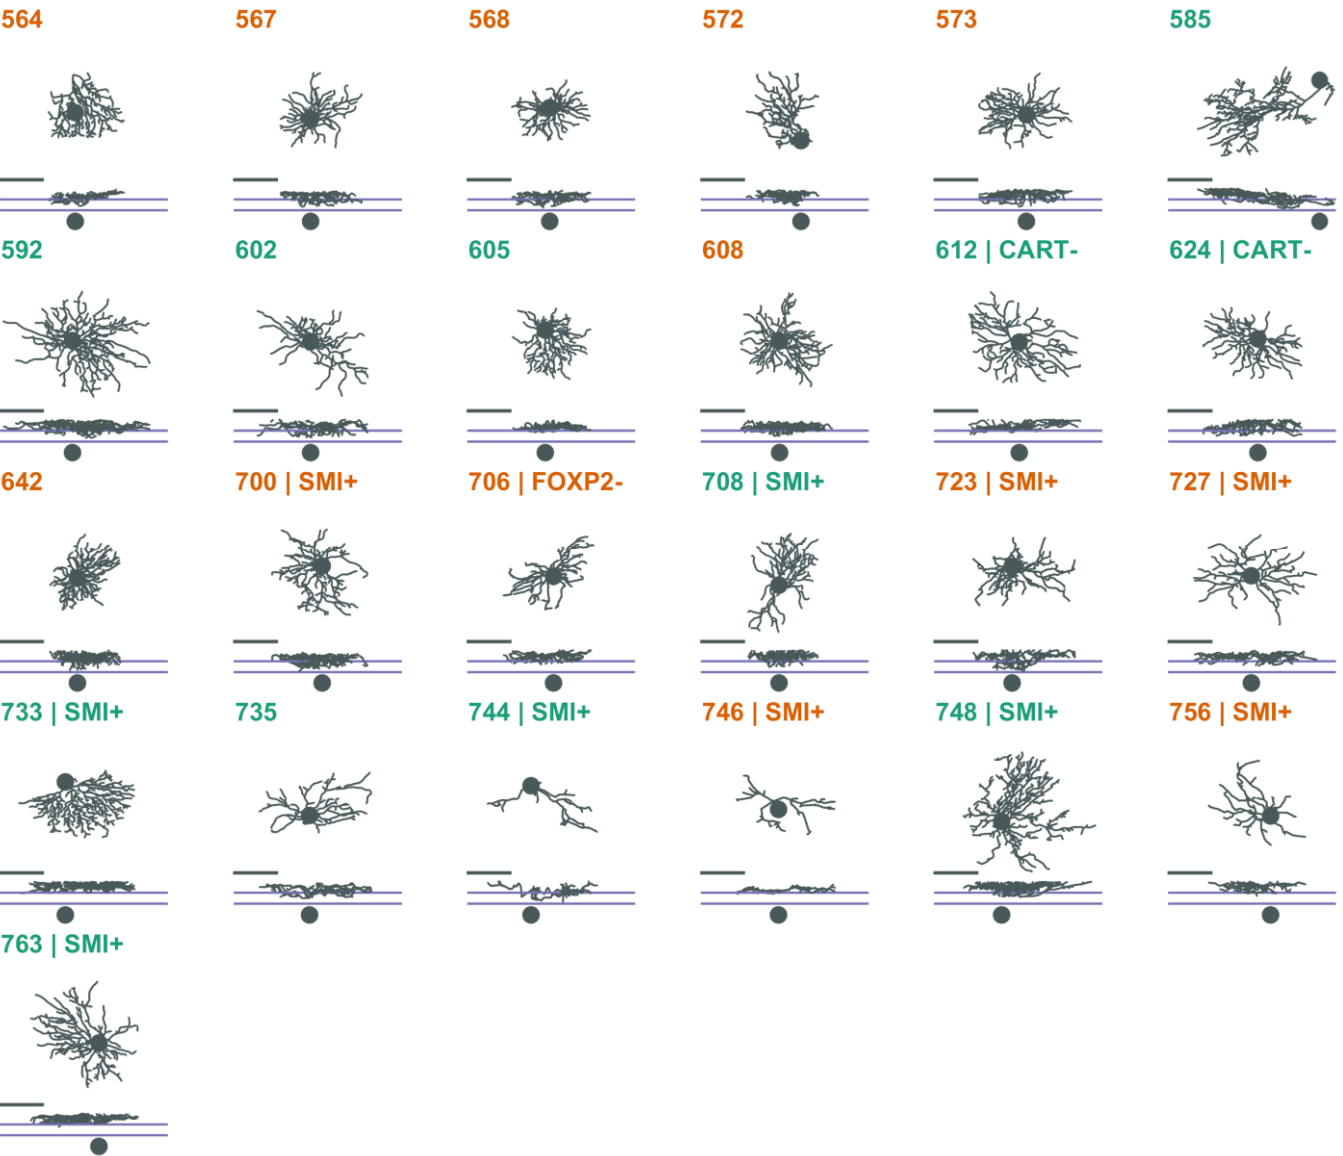 564 567 568 572 573 585
592 602 605 608 612 | CART- 624 | CART-
642 700 | SMI+ 706 | FOXP2- 708 | SMI+ 723 | SMI+ 727 | SMI+
733 | SMI+ 735 744 | SMI+ 746 | SMI+ 748 | SMI+ 756 | SMI+
763 | SMI+